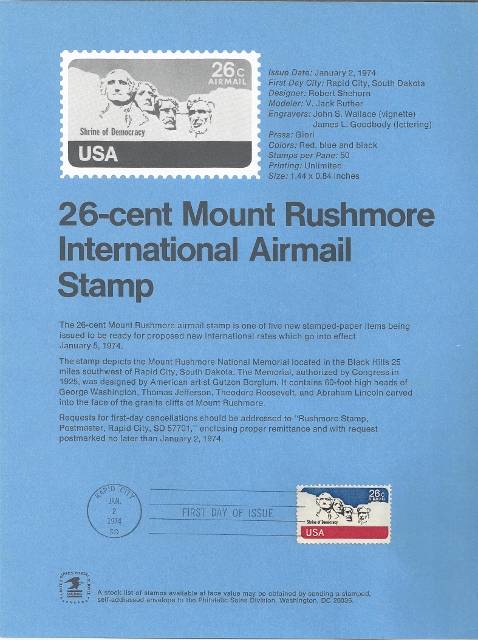 26c
AIRMAIL
Shrine of Democracy
USA
Issue Date: January 2, 1974
First Day City: Rapid City, South Dakota
Designer: Robert Shehorn
Modeler: V. Jack Ruther
Engravers: John S. Wallace (vignette)
James L. Goodbody (lettering)
Press: Giori
Colors: Red, blue and black
Stamps per Pane: 50
Printing: Unlimited
Size: 1.44 x 0.84 inches
26-cent Mount Rushmore
International Airmail
Stamp
The 26-cent Mount Rushmore airmail stamp is one of five new stamped-paper items being
issued to be ready for proposed new international rates which go into effect
January 5, 1974.
The stamp depicts the Mount Rushmore National Memorial located in the Black Hills 25
miles southwest of Rapid City, South Dakota. The Memorial, authorized by Congress in
1925, was designed by American artist Gutzon Borglum. It contains 60-foot high heads of
George Washington, Thomas Jefferson, Theodore Roosevelt, and Abraham Lincoln carved
into the face of the granite cliffs of Mount Rushmore.
Requests for first-day cancellations should be addressed to "Rushmore Stamp,
Postmaster, Rapid City, SD 57701," enclosing proper remittance and with request
postmarked no later than January 2, 1974.
RAPID CITY
JAN.
2
1974
SD
FIRST DAY OF ISSUE
26c
AIRMAIL
Shrine of Democracy
USA
A stock list of stamps available at face value may be obtained by sending a stamped,
self-addressed envelope to the Philatelic Sales Division, Washington, DC 20036.